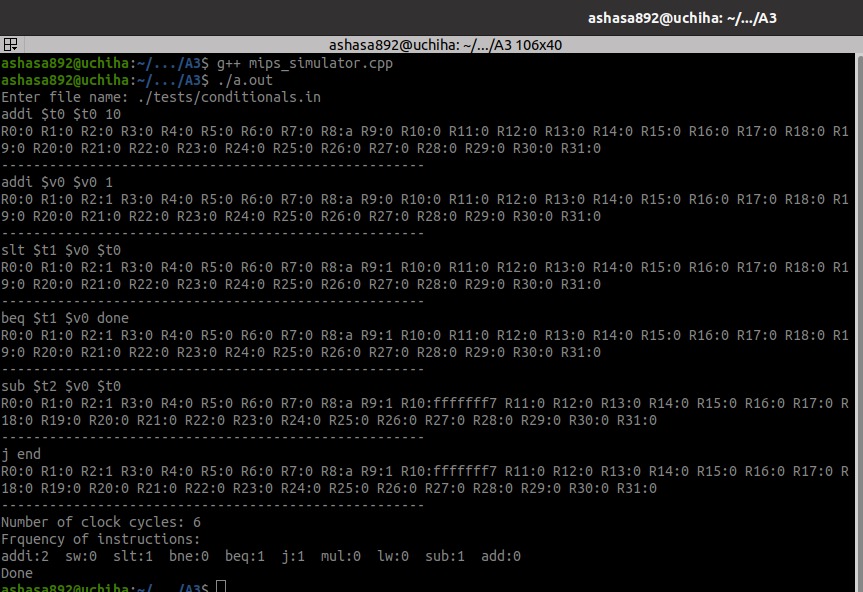 ashasa892@uchiha: ~/.../A3
ashasa892@uchiha: ~/.../A3 106x40
ashasa892@uchiha:~/.../A3$ g++ mips_simulator.cpp
ashasa892@uchiha:~/.../A3$ ./a.out
Enter file name: ./tests/conditionals.in
addi $t0 $t0 10
R0:0 R1:0 R2:0 R3:0 R4:0 R5:0 R6:0 R7:0 R8:a R9:0 R10:0 R11:0 R12:0 R13:0 R14:0 R15:0 R16:0 R17:0 R18:0 R1
9:0 R20:0 R21:0 R22:0 R23:0 R24:0 R25:0 R26:0 R27:0 R28:0 R29:0 R30:0 R31:0
-----------------------------------------------------
addi $v0 $v0 1
R0:0 R1:0 R2:1 R3:0 R4:0 R5:0 R6:0 R7:0 R8:a R9:0 R10:0 R11:0 R12:0 R13:0 R14:0 R15:0 R16:0 R17:0 R18:0 R1
9:0 R20:0 R21:0 R22:0 R23:0 R24:0 R25:0 R26:0 R27:0 R28:0 R29:0 R30:0 R31:0
-----------------------------------------------------
slt $t1 $v0 $t0
R0:0 R1:0 R2:1 R3:0 R4:0 R5:0 R6:0 R7:0 R8:a R9:1 R10:0 R11:0 R12:0 R13:0 R14:0 R15:0 R16:0 R17:0 R18:0 R1
9:0 R20:0 R21:0 R22:0 R23:0 R24:0 R25:0 R26:0 R27:0 R28:0 R29:0 R30:0 R31:0
-----------------------------------------------------
beq $t1 $v0 done
R0:0 R1:0 R2:1 R3:0 R4:0 R5:0 R6:0 R7:0 R8:a R9:1 R10:0 R11:0 R12:0 R13:0 R14:0 R15:0 R16:0 R17:0 R18:0 R1
9:0 R20:0 R21:0 R22:0 R23:0 R24:0 R25:0 R26:0 R27:0 R28:0 R29:0 R30:0 R31:0
-----------------------------------------------------
sub $t2 $v0 $t0
R0:0 R1:0 R2:1 R3:0 R4:0 R5:0 R6:0 R7:0 R8:a R9:1 R10:fffffff7 R11:0 R12:0 R13:0 R14:0 R15:0 R16:0 R17:0 R
18:0 R19:0 R20:0 R21:0 R22:0 R23:0 R24:0 R25:0 R26:0 R27:0 R28:0 R29:0 R30:0 R31:0
-----------------------------------------------------
j end
R0:0 R1:0 R2:1 R3:0 R4:0 R5:0 R6:0 R7:0 R8:a R9:1 R10:fffffff7 R11:0 R12:0 R13:0 R14:0 R15:0 R16:0 R17:0 R
18:0 R19:0 R20:0 R21:0 R22:0 R23:0 R24:0 R25:0 R26:0 R27:0 R28:0 R29:0 R30:0 R31:0
-----------------------------------------------------
Number of clock cycles: 6
Frquency of instructions:
addi:2  sw:0  slt:1  bne:0  beq:1  j:1  mul:0  lw:0  sub:1  add:0
Done
ashasa892@uchiha:~/.../A3$